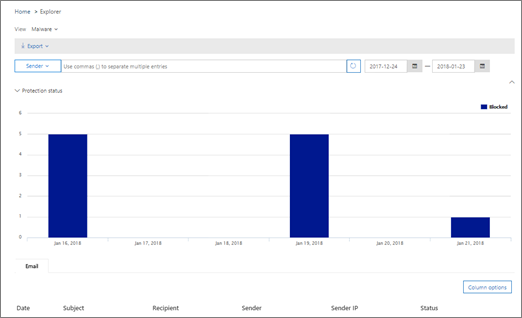 Home > Explorer
View Malware
Export
Sender Use commas (,) to separate multiple entries 2017-12-24 — 2018-01-23
Protection status
Blocked
6
5
4
3
2
1
0
Jan 16, 2018 Jan 17, 2018 Jan 18, 2018 Jan 19, 2018 Jan 20, 2018 Jan 21, 2018
Email
Column options
Date Subject Recipient Sender Sender IP Status